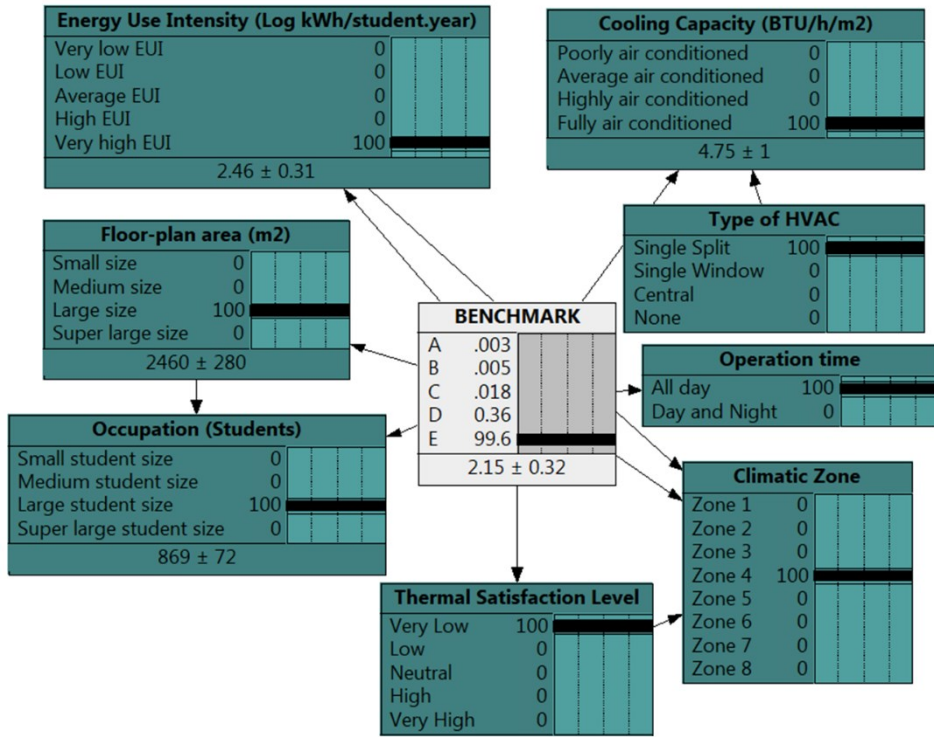 Energy Use Intensity (Log kWh/student.year)
Very low EUI 0
Low EUI 0
Average EUI 0
High EUI 0
Very high EUI 100
2.46 ± 0.31
Cooling Capacity (BTU/h/m2)
Poorly air conditioned 0
Average air conditioned 0
Highly air conditioned 0
Fully air conditioned 100
4.75 ± 1
Type of HVAC
Single Split 100
Single Window 0
Central 0
None 0
Floor-plan area (m2)
Small size 0
Medium size 0
Large size 100
Super large size 0
2460 ± 280
BENCHMARK
A .003
B .005
C .018
D 0.36
E 99.6
2.15 ± 0.32
Operation time
All day 100
Day and Night 0
Occupation (Students)
Small student size 0
Medium student size 0
Large student size 100
Super large student size 0
869 ± 72
Climatic Zone
Zone 1 0
Zone 2 0
Zone 3 0
Zone 4 100
Zone 5 0
Zone 6 0
Zone 7 0
Zone 8 0
Thermal Satisfaction Level
Very Low 100
Low 0
Neutral 0
High 0
Very High 0